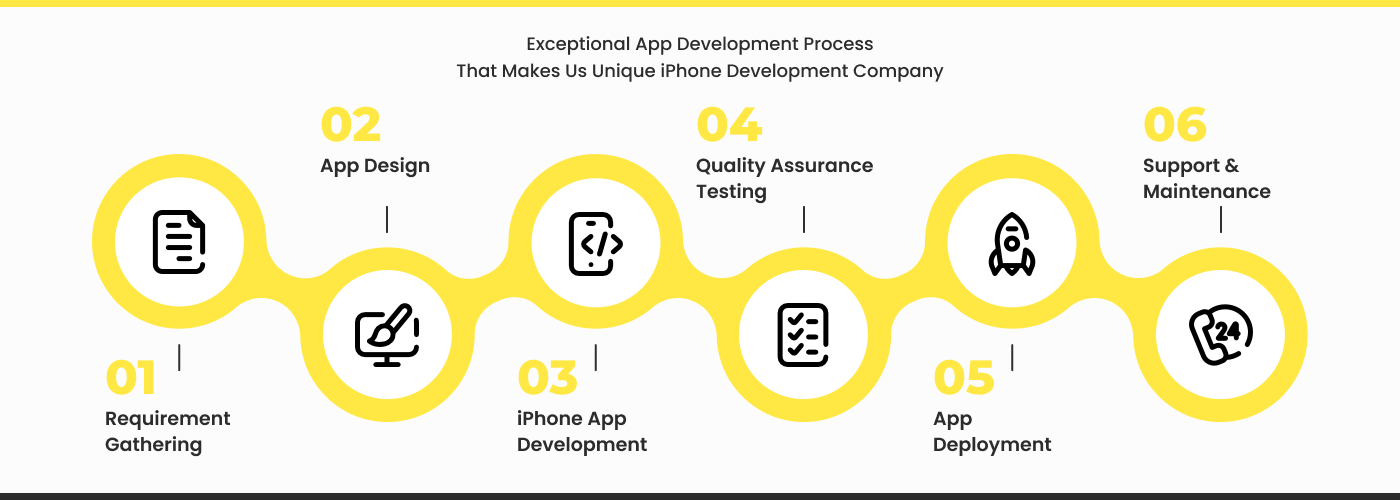 Exceptional App Development Process
That Makes Us Unique iPhone Development Company
01
Requirement
Gathering
02
App Design
03
iPhone App
Development
04
Quality Assurance
Testing
05
App
Deployment
06
Support &
Maintenance
24